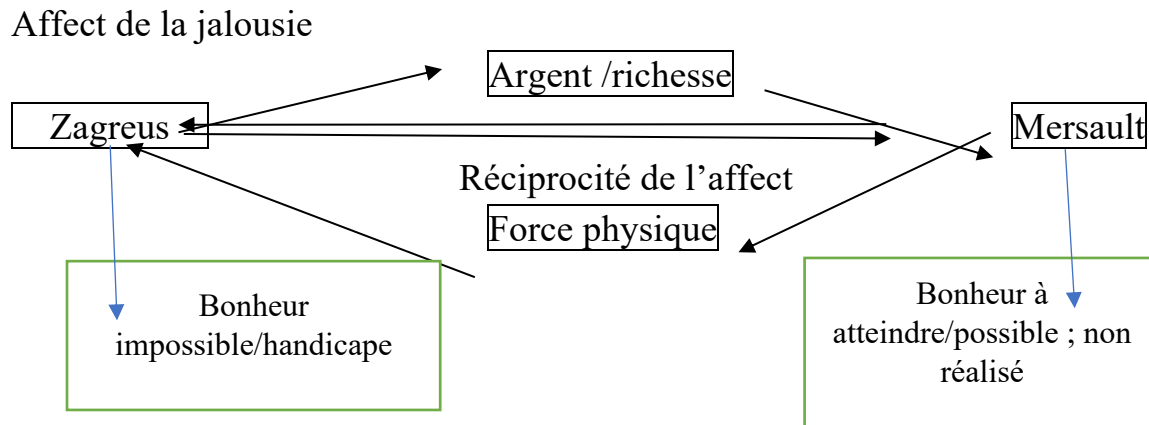 Affect de la jalousie
Argent /richesse
Zagreus
Mersault
Réciprocité de l’affect
Force physique
Bonheur
impossible/handicape
Bonheur à
atteindre/possible ; non
réalisé